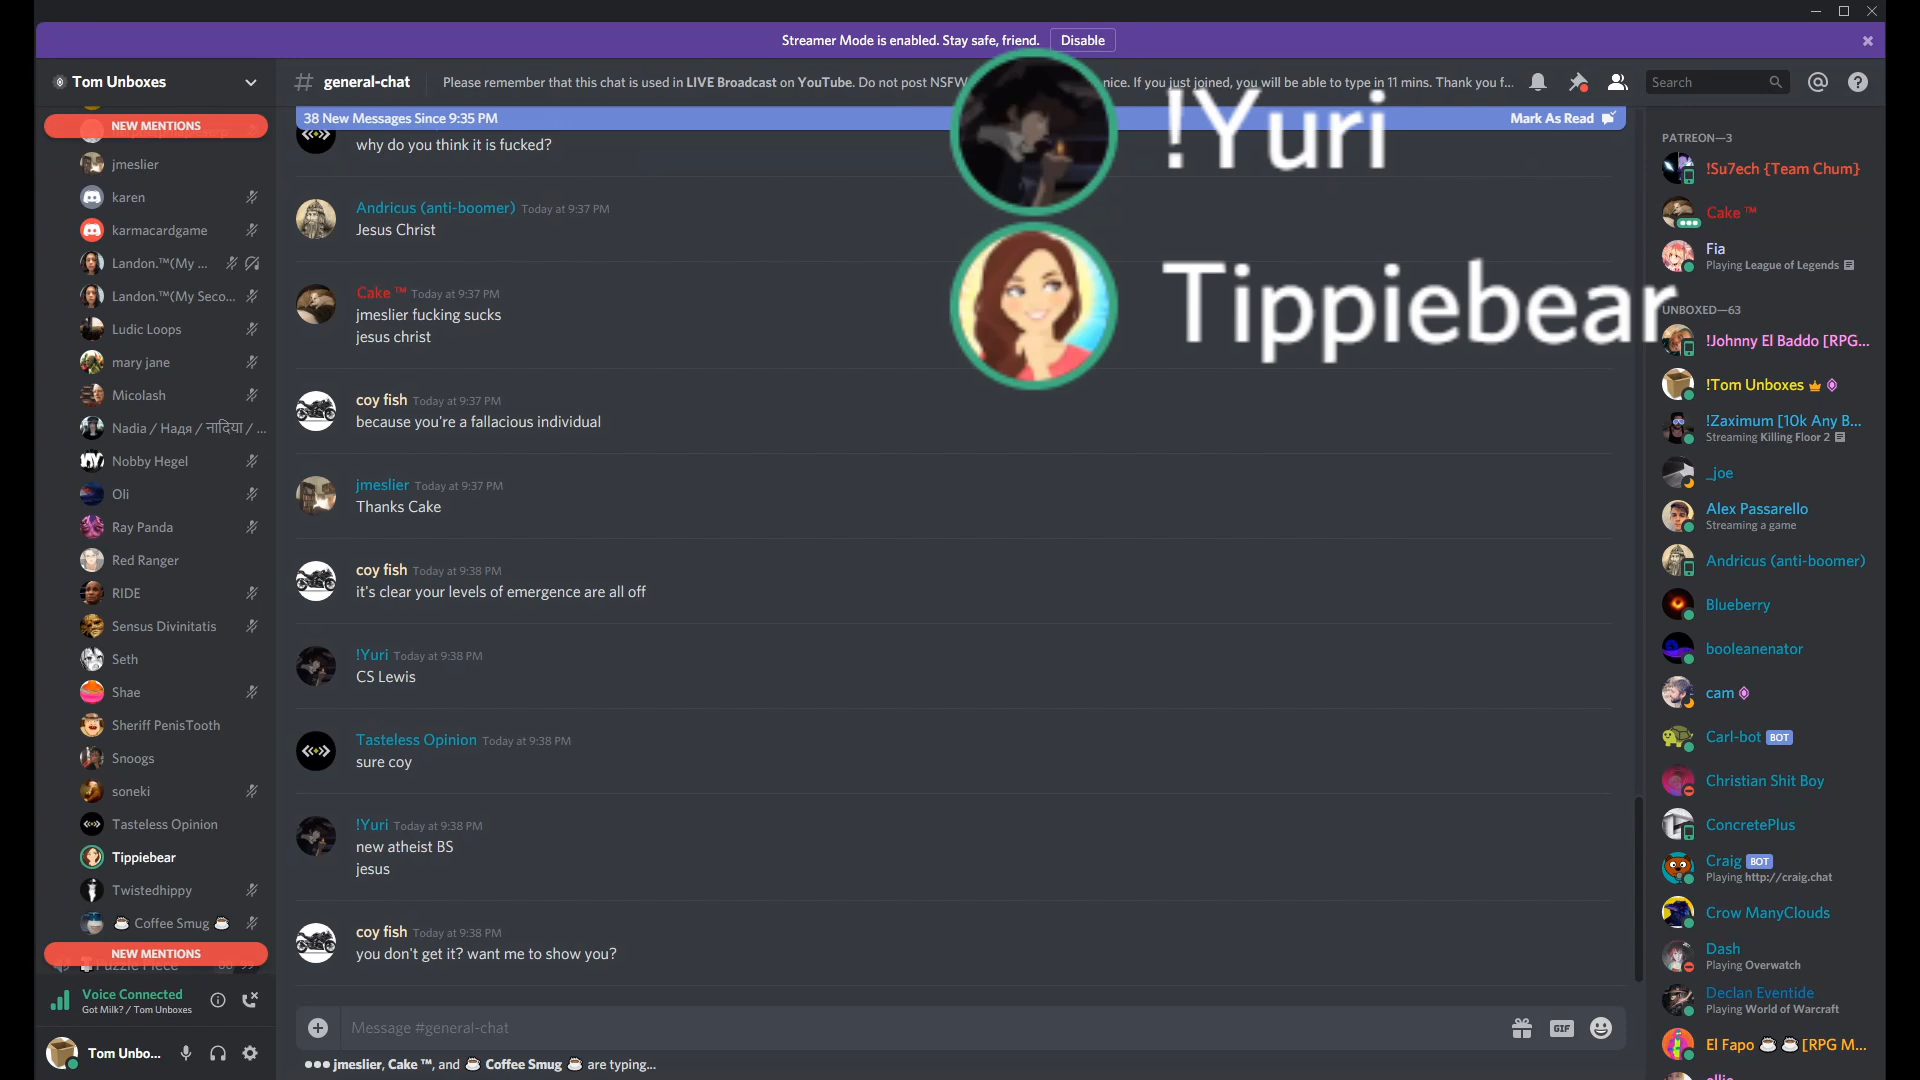 Streamer Mode is enabled. Stay safe, friend.
Disable
Tom Unboxes
general-chat
Please remember that this chat is used in LIVE Broadcast on YouTube. Do not post NSFW
nice. If you just joined, you will be able to type in 11 mins. Thank you f...
Search
NEW MENTIONS
jmeslier
karen
karmacardgame
Landon.™(My ...
Landon.™(My Seco...
Ludic Loops
mary jane
Micolash
Nadia / Надя / नादिया / ...
Nobby Hegel
Oli
Ray Panda
Red Ranger
RIDE
Sensus Divinitatis
Seth
Shae
Sheriff PenisTooth
Snoogs
soneki
Tasteless Opinion
Tippiebear
Twistedhippy
☕ Coffee Smug ☕
NEW MENTIONS
Puzzle Piece
Voice Connected
Got Milk? / Tom Unboxes
Tom Unbo...
38 New Messages Since 9:35 PM
Mark As Read
why do you think it is fucked?
Andricus (anti-boomer) Today at 9:37 PM
Jesus Christ
Cake ™ Today at 9:37 PM
jmeslier fucking sucks
jesus christ
coy fish Today at 9:37 PM
because you're a fallacious individual
jmeslier Today at 9:37 PM
Thanks Cake
coy fish Today at 9:38 PM
it's clear your levels of emergence are all off
!Yuri Today at 9:38 PM
CS Lewis
Tasteless Opinion Today at 9:38 PM
sure coy
!Yuri Today at 9:38 PM
new atheist BS
jesus
coy fish Today at 9:38 PM
you don't get it? want me to show you?
Message #general-chat
GIF
jmeslier, Cake ™, and ☕ Coffee Smug ☕ are typing...
!Yuri
Tippiebear
PATREON—3
!Su7ech {Team Chum}
Cake ™
Fia
Playing League of Legends
UNBOXED—63
!Johnny El Baddo [RPG...
!Tom Unboxes
!Zaximum [10k Any B...
Streaming Killing Floor 2
_joe
Alex Passarello
Streaming a game
Andricus (anti-boomer)
Blueberry
booleanenator
cam
Carl-bot BOT
Christian Shit Boy
ConcretePlus
Craig BOT
Playing http://craig.chat
Crow ManyClouds
Dash
Playing Overwatch
Declan Eventide
Playing World of Warcraft
El Fapo ☕ ☕ [RPG M...